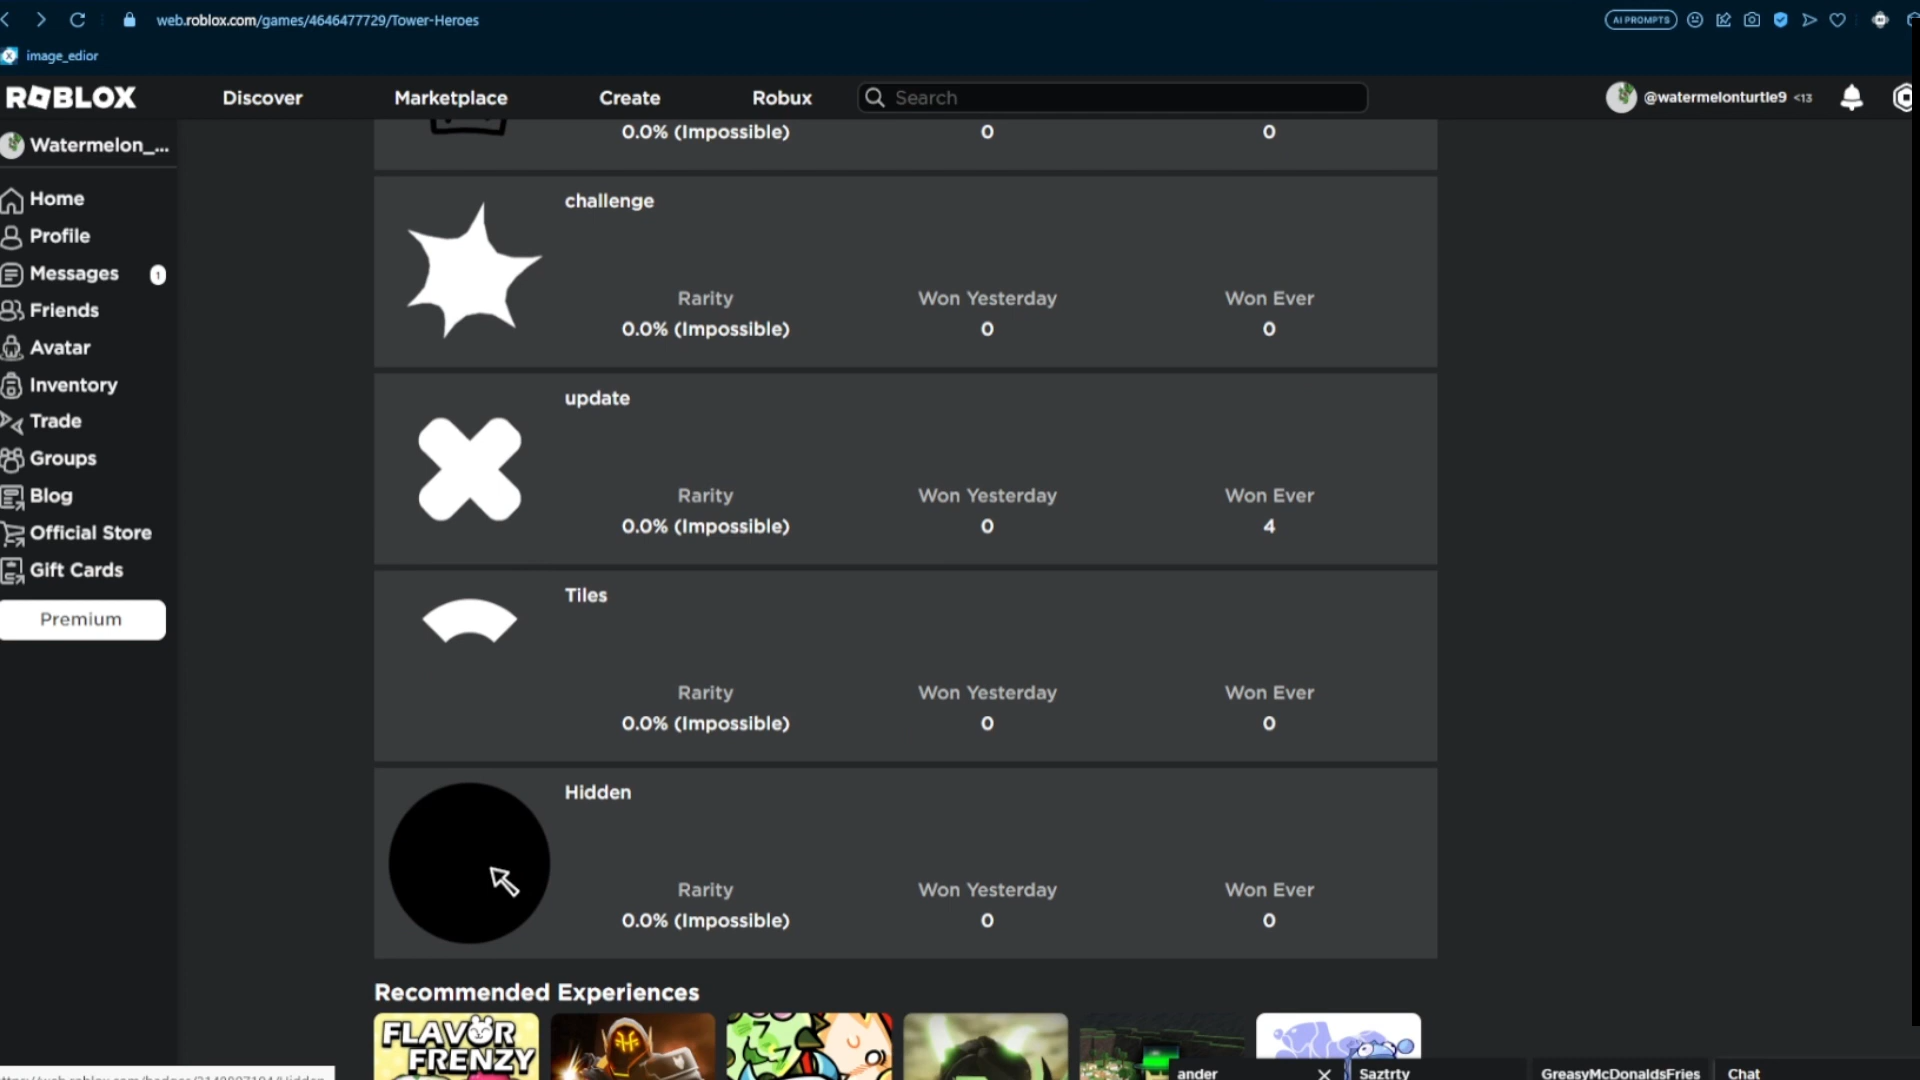 web.roblox.com/games/4646477729/Tower-Heroes
AI PROMPTS
image_edior
ROBLOX
Discover
Marketplace
Create
Robux
Search
@watermelonturtle9 <13
Watermelon_...
Home
Profile
Messages 1
Friends
Avatar
Inventory
Trade
Groups
Blog
Official Store
Gift Cards
Premium
0.0% (Impossible) 0 0
challenge
Rarity Won Yesterday Won Ever
0.0% (Impossible) 0 0
update
Rarity Won Yesterday Won Ever
0.0% (Impossible) 0 4
Tiles
Rarity Won Yesterday Won Ever
0.0% (Impossible) 0 0
Hidden
Rarity Won Yesterday Won Ever
0.0% (Impossible) 0 0
Recommended Experiences
FLAVOR
FRENZY
ander
Saztrty
GreasyMcDonaldsFries
Chat